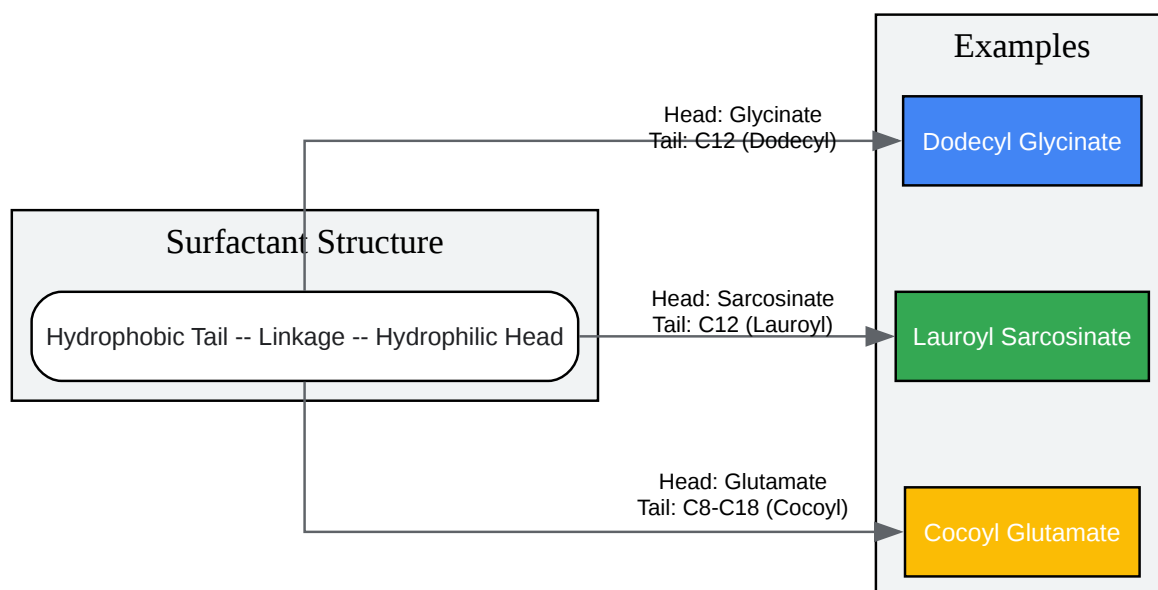 Examples
Head: Glycinate
Tail: C12 (Dodecyl)
Dodecyl Glycinate
Surfactant Structure
Hydrophobic Tail -- Linkage -- Hydrophilic Head
Head: Sarcosinate
Tail: C12 (Lauroyl)
Lauroyl Sarcosinate
Head: Glutamate
Tail: C8-C18 (Cocoyl)
Cocoyl Glutamate